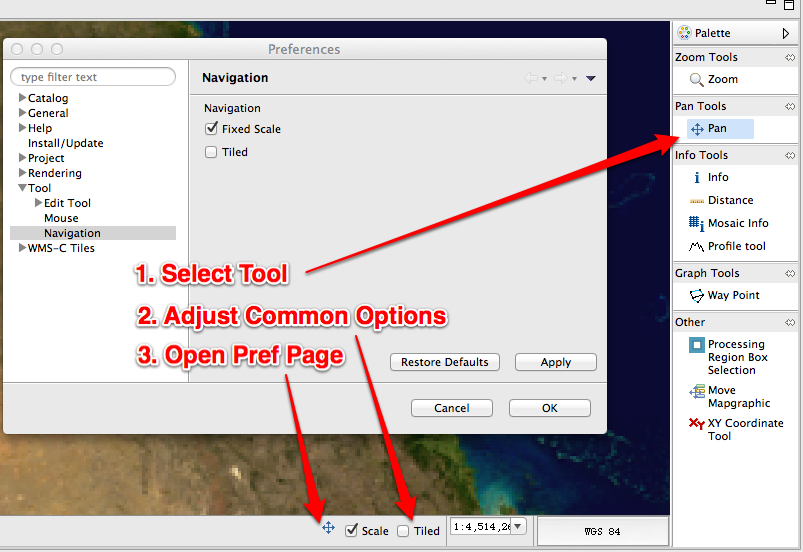 Preferences
type filter text
Catalog
General
Help
Install/Update
Project
Rendering
Tool
Edit Tool
Mouse
Navigation
WMS-C Tiles
Navigation
Navigation
Fixed Scale
Tiled
1. Select Tool
2. Adjust Common Options
3. Open Pref Page
Restore Defaults
Apply
Cancel
OK
Palette
Zoom Tools
Zoom
Pan Tools
Pan
Info Tools
Info
Distance
Mosaic Info
Profile tool
Graph Tools
Way Point
Other
Processing
Region Box
Selection
Move
Mapgraphic
XY Coordinate
Tool
Scale
Tiled
1:4,514,26
WGS 84